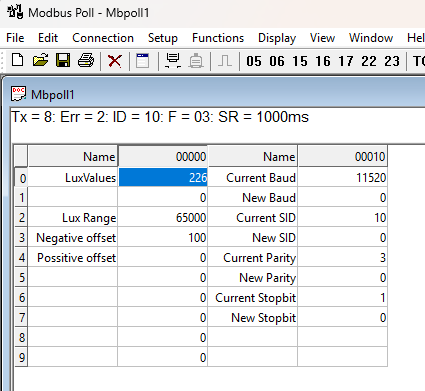 Modbus Poll - Mbpoll1
File Edit Connection Setup Functions Display View Window Hel
05 06 15 16 17 22 23 TC
Mbpoll1
Tx = 8: Err = 2: ID = 10: F = 03: SR = 1000ms
Name 00000 Name 00010
0 LuxValues 226 Current Baud 11520
1 0 New Baud 0
2 Lux Range 65000 Current SID 10
3 Negative offset 100 New SID 0
4 Possitive offset 0 Current Parity 3
5 0 New Parity 0
6 0 Current Stopbit 1
7 0 New Stopbit 0
8 0
9 0